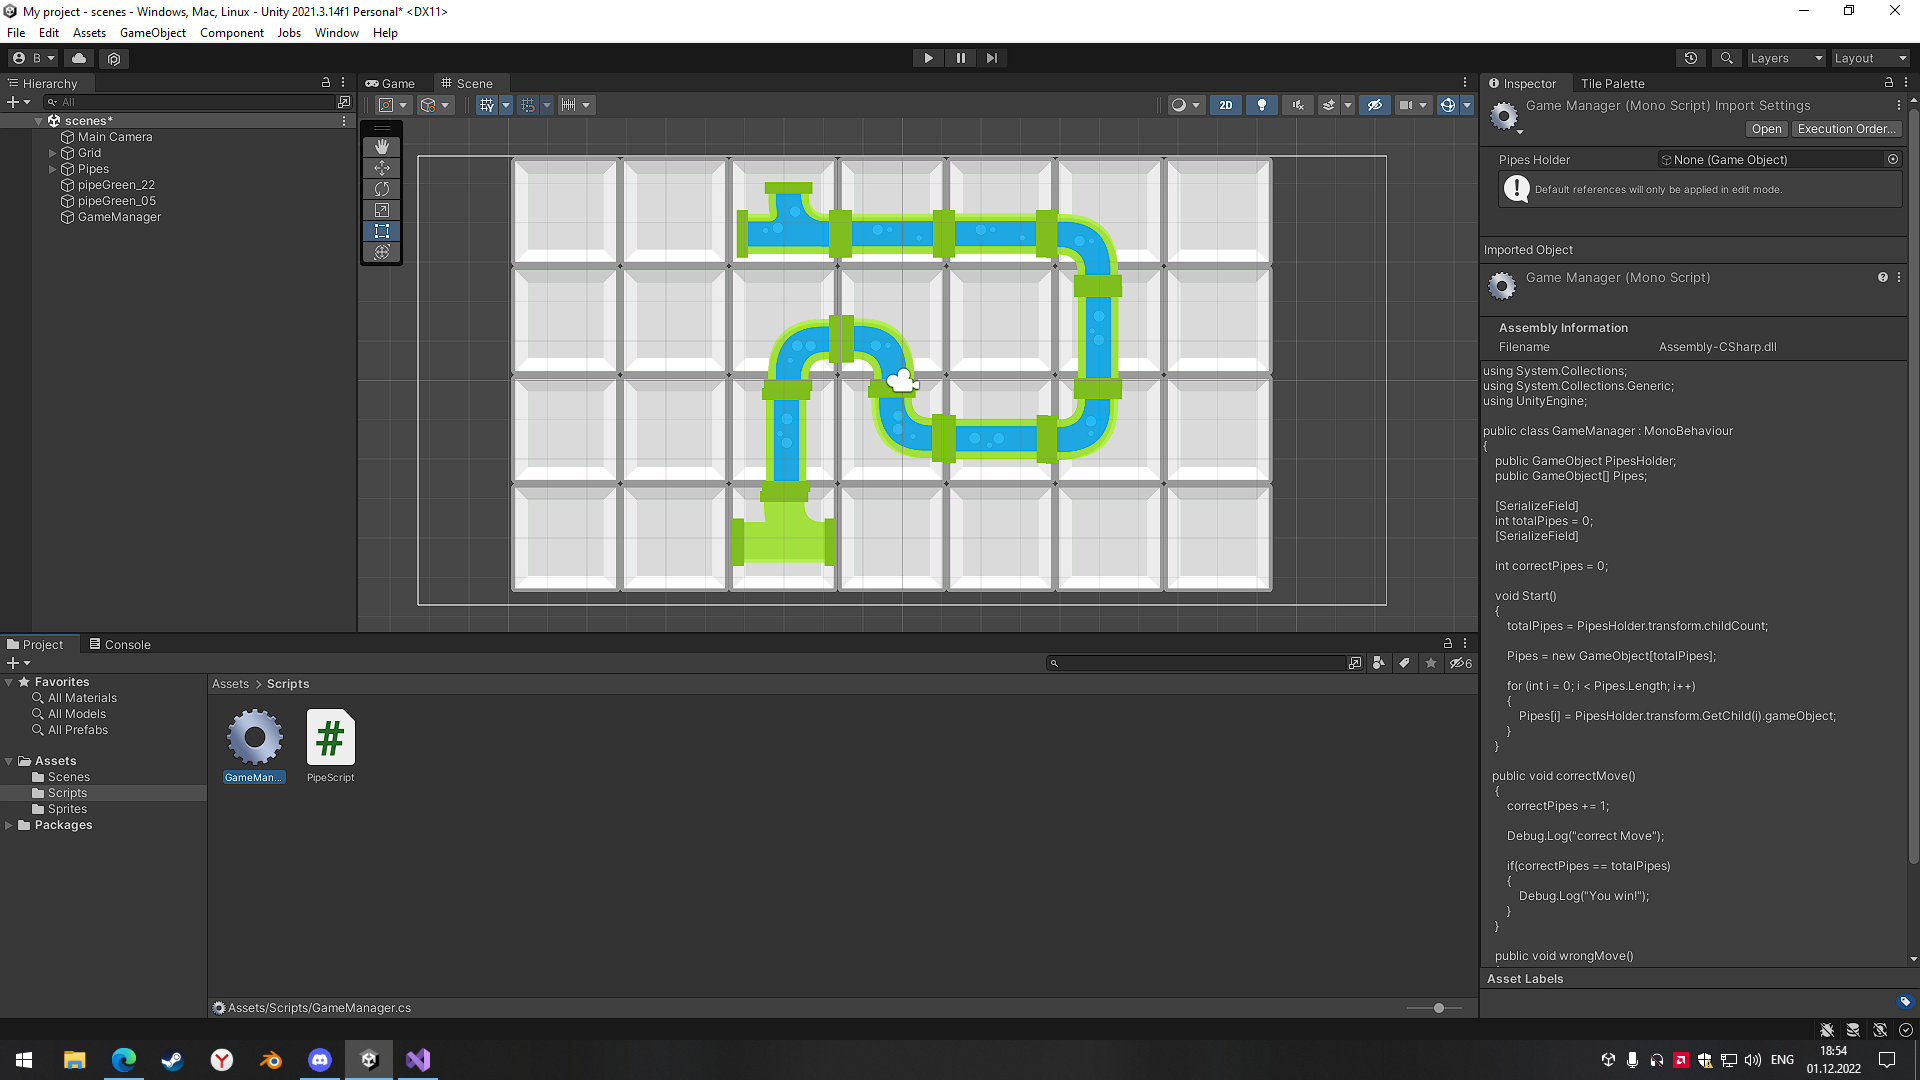 My project - scenes - Windows, Mac, Linux - Unity 2021.3.14f1 Personal* <DX11>
File Edit Assets GameObject Component Jobs Window Help
B
Layers
Layout
Hierarchy
All
scenes*
Main Camera
Grid
Pipes
pipeGreen_22
pipeGreen_05
GameManager
Game
Scene
2D
Inspector
Tile Palette
Game Manager (Mono Script) Import Settings
Open
Execution Order...
Pipes Holder
None (Game Object)
Default references will only be applied in edit mode.
Imported Object
Game Manager (Mono Script)
Assembly Information
Filename
Assembly-CSharp.dll
using System.Collections;
using System.Collections.Generic;
using UnityEngine;
public class GameManager : MonoBehaviour
{
public GameObject PipesHolder;
public GameObject[] Pipes;
[SerializeField]
int totalPipes = 0;
[SerializeField]
int correctPipes = 0;
void Start()
{
totalPipes = PipesHolder.transform.childCount;
Pipes = new GameObject[totalPipes];
for (int i = 0; i < Pipes.Length; i++)
{
Pipes[i] = PipesHolder.transform.GetChild(i).gameObject;
}
}
public void correctMove()
{
correctPipes += 1;
Debug.Log("correct Move");
if(correctPipes == totalPipes)
{
Debug.Log("You win!");
}
}
public void wrongMove()
Asset Labels
Project
Console
6
Favorites
All Materials
All Models
All Prefabs
Assets
Scenes
Scripts
Sprites
Packages
Assets > Scripts
GameMan...
PipeScript
Assets/Scripts/GameManager.cs
ENG
18:54
01.12.2022